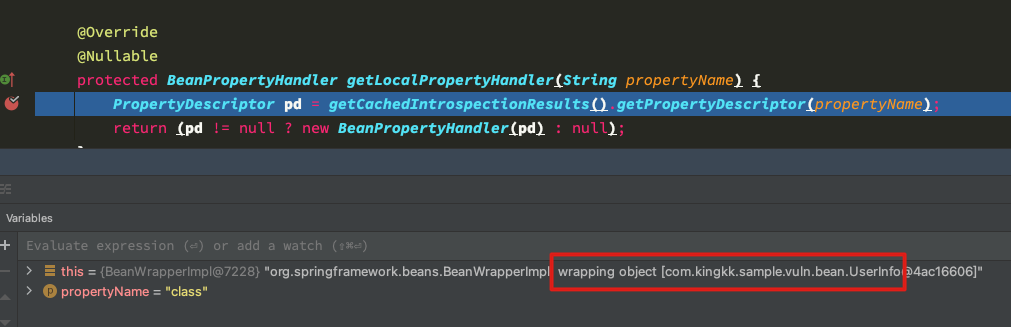 @Override
@Nullable
protected BeanPropertyHandler getLocalPropertyHandler(String propertyName) {
PropertyDescriptor pd = getCachedIntrospectionResults().getPropertyDescriptor(propertyName);
return (pd != null ? new BeanPropertyHandler(pd) : null);
}
Variables
Evaluate expression (⏎) or add a watch (⇧⌘⏎)
this = {BeanWrapperImpl@7228} "org.springframework.beans.BeanWrapperImpl: wrapping object [com.kingkk.sample.vuln.bean.UserInfo@4ac16606]"
propertyName = "class"